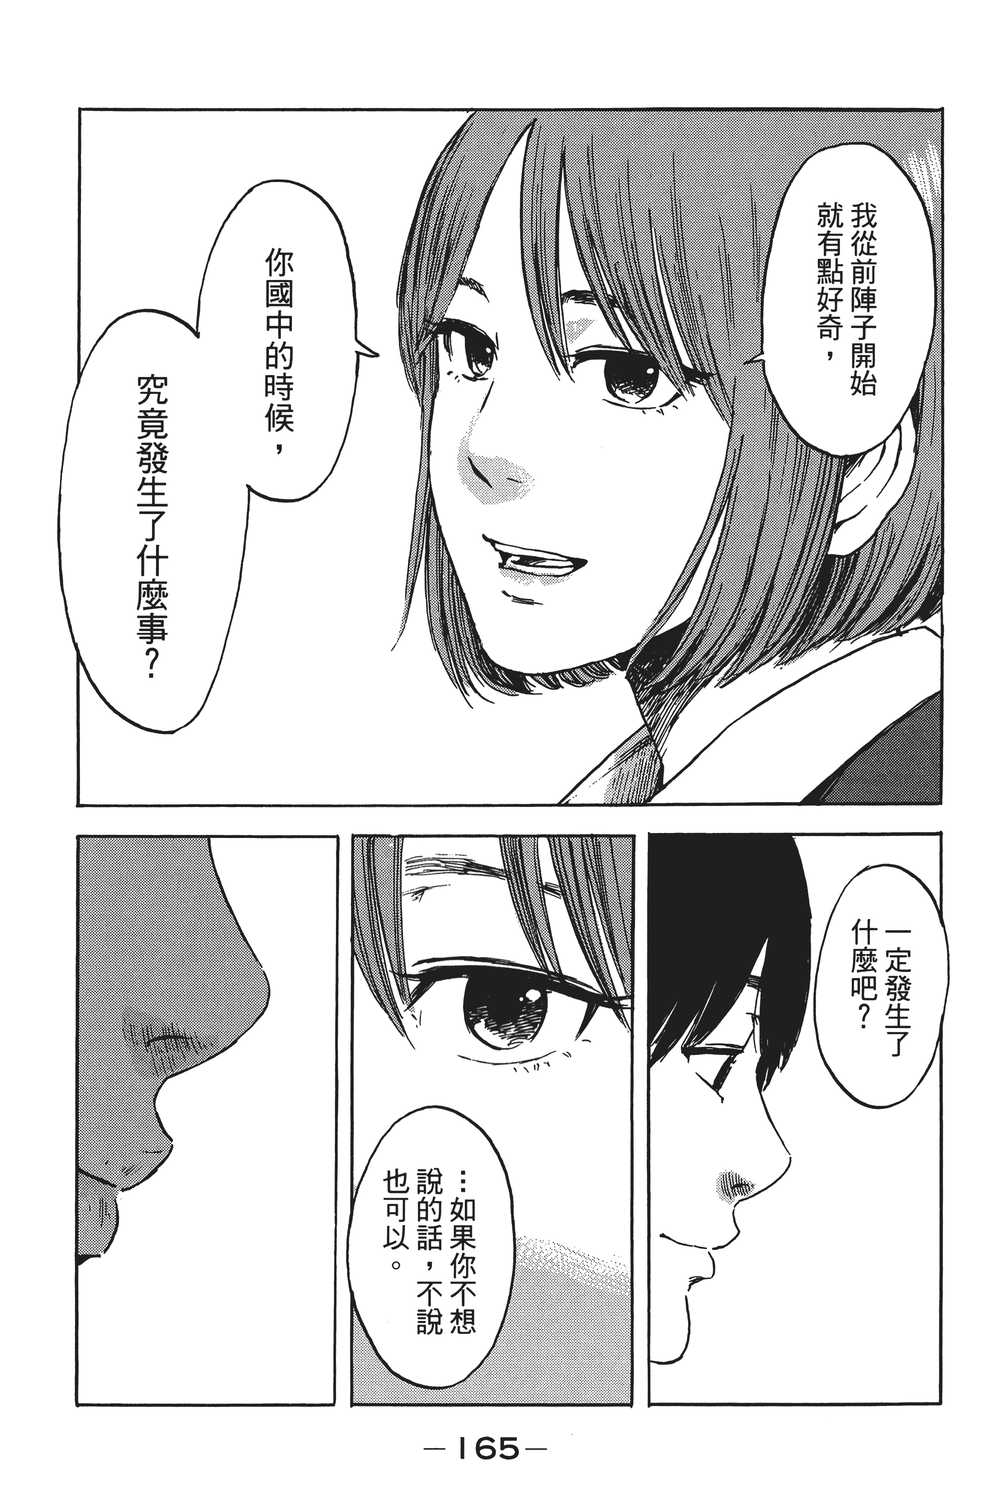 我從前陣子開始
就有點好奇，
你國中的時候，
究竟發生了什麼事？
一定發生了
什麼吧？
…如果你不想
說的話，不說
也可以。
—165—